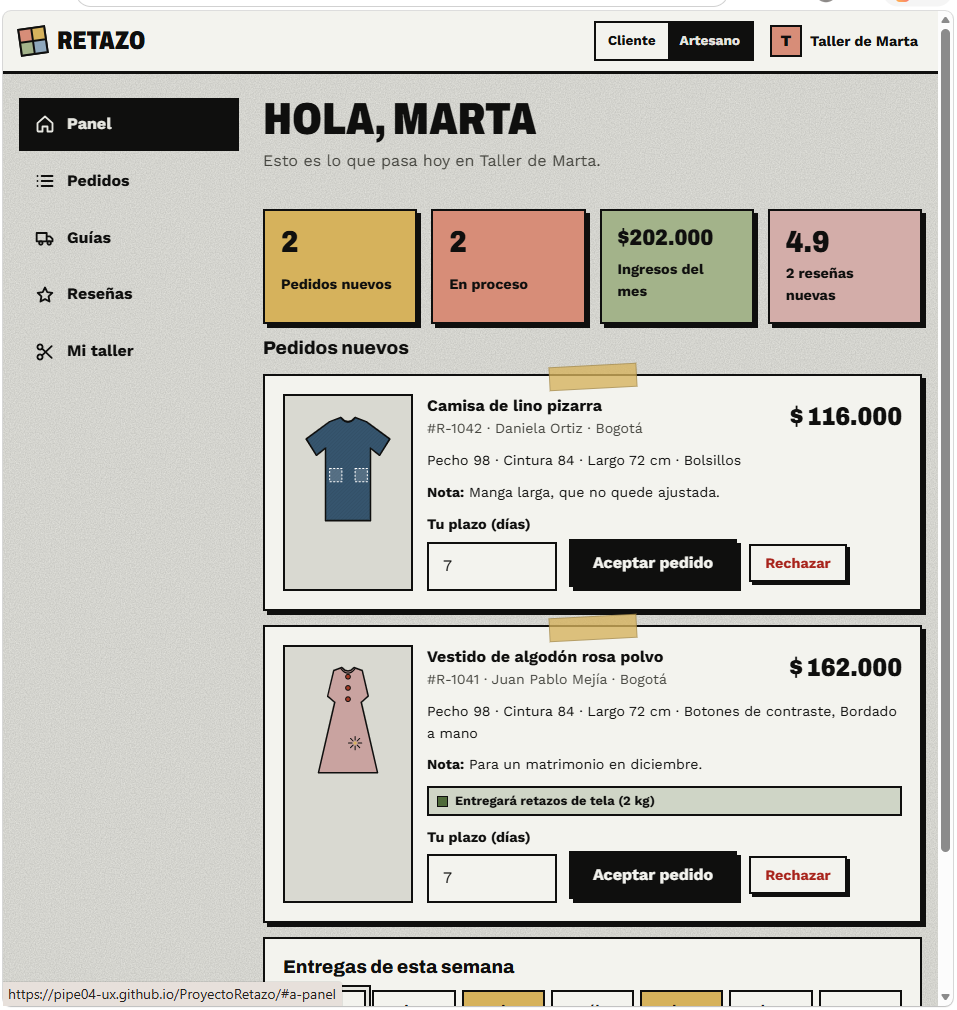 RETAZO
Cliente
Artesano
T
Taller de Marta
Panel
Pedidos
Guías
Reseñas
Mi taller
HOLA, MARTA
Esto es lo que pasa hoy en Taller de Marta.
2
Pedidos nuevos
2
En proceso
$202.000
Ingresos del
mes
4.9
2 reseñas
nuevas
Pedidos nuevos
Camisa de lino pizarra
#R-1042 · Daniela Ortiz · Bogotá
$ 116.000
Pecho 98 · Cintura 84 · Largo 72 cm · Bolsillos
Nota: Manga larga, que no quede ajustada.
Tu plazo (días)
7
Aceptar pedido
Rechazar
Vestido de algodón rosa polvo
#R-1041 · Juan Pablo Mejía · Bogotá
$ 162.000
Pecho 98 · Cintura 84 · Largo 72 cm · Botones de contraste, Bordado
a mano
Nota: Para un matrimonio en diciembre.
Entregará retazos de tela (2 kg)
Tu plazo (días)
7
Aceptar pedido
Rechazar
Entregas de esta semana
https://pipe04-ux.github.io/ProyectoRetazo/#a-panel